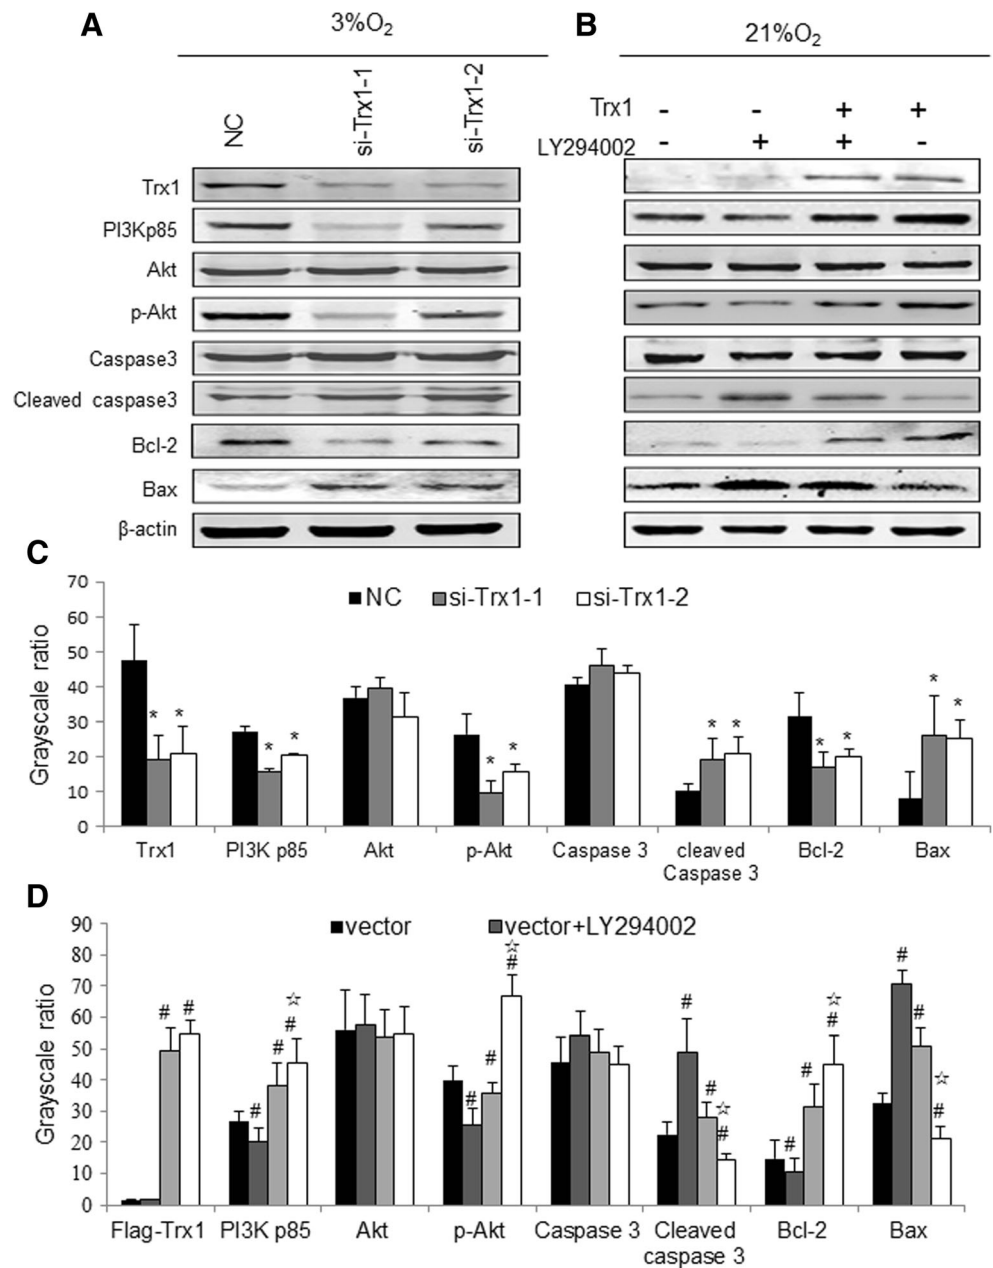 A
3%O₂
B
21%O₂
NC
si-Trx1-1
si-Trx1-2
Trx1 - - + +
LY294002 - + + -
Trx1
PI3Kp85
Akt
p-Akt
Caspase3
Cleaved caspase3
Bcl-2
Bax
β-actin
C
70
60
50
40
30
20
10
0
Grayscale ratio
NC si-Trx1-1 si-Trx1-2
* * * * * * * * * * * *
Trx1 PI3K p85 Akt p-Akt Caspase 3 cleaved Caspase 3 Bcl-2 Bax
D
90
80
70
60
50
40
30
20
10
0
Grayscale ratio
vector vector+LY294002
# # # # ☆ # # # ☆ # # # ☆ # # # ☆ # # # ☆ #
Flag-Trx1 PI3K p85 Akt p-Akt Caspase 3 Cleaved caspase 3 Bcl-2 Bax